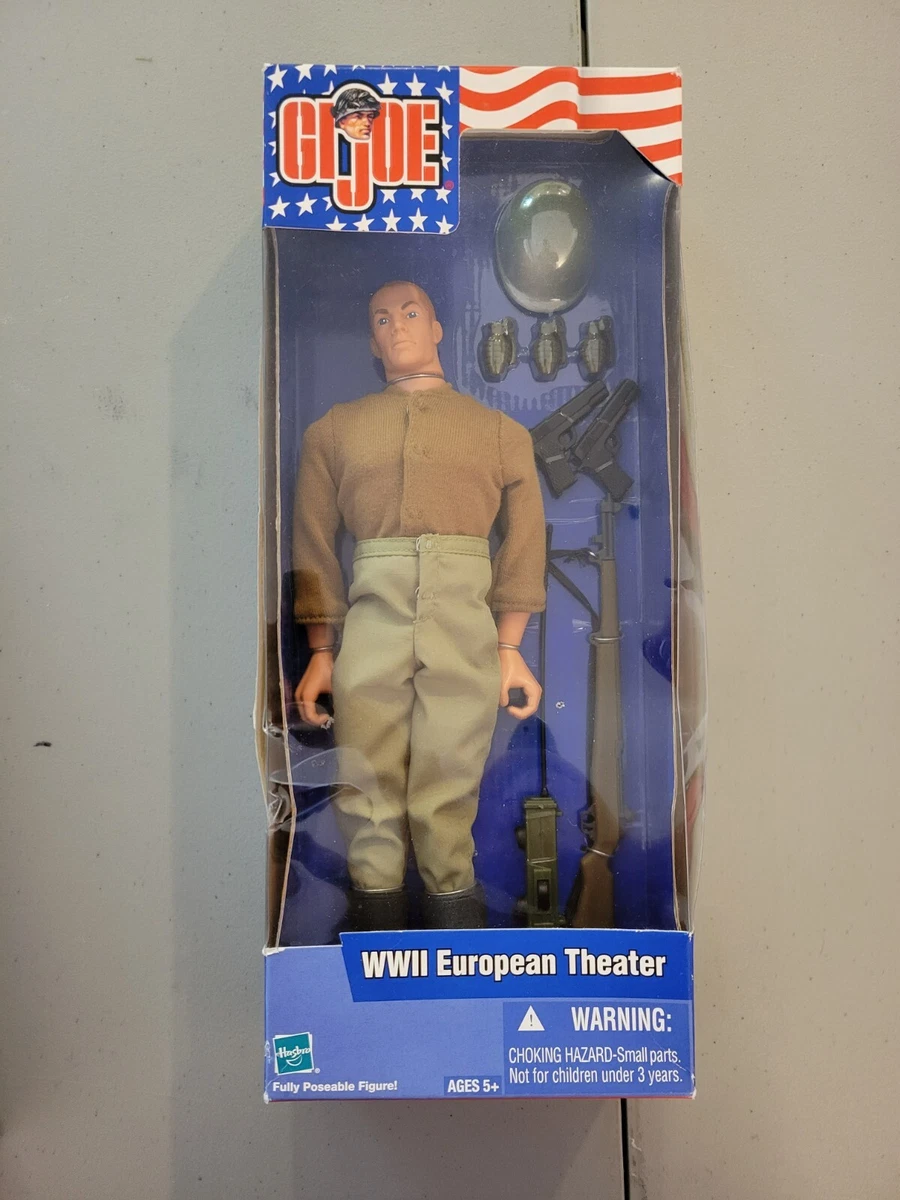 GI JOE
®
WWII European Theater
WARNING:
CHOKING HAZARD-Small parts.
Not for children under 3 years.
Hasbro
®
Fully Poseable Figure!
AGES 5+